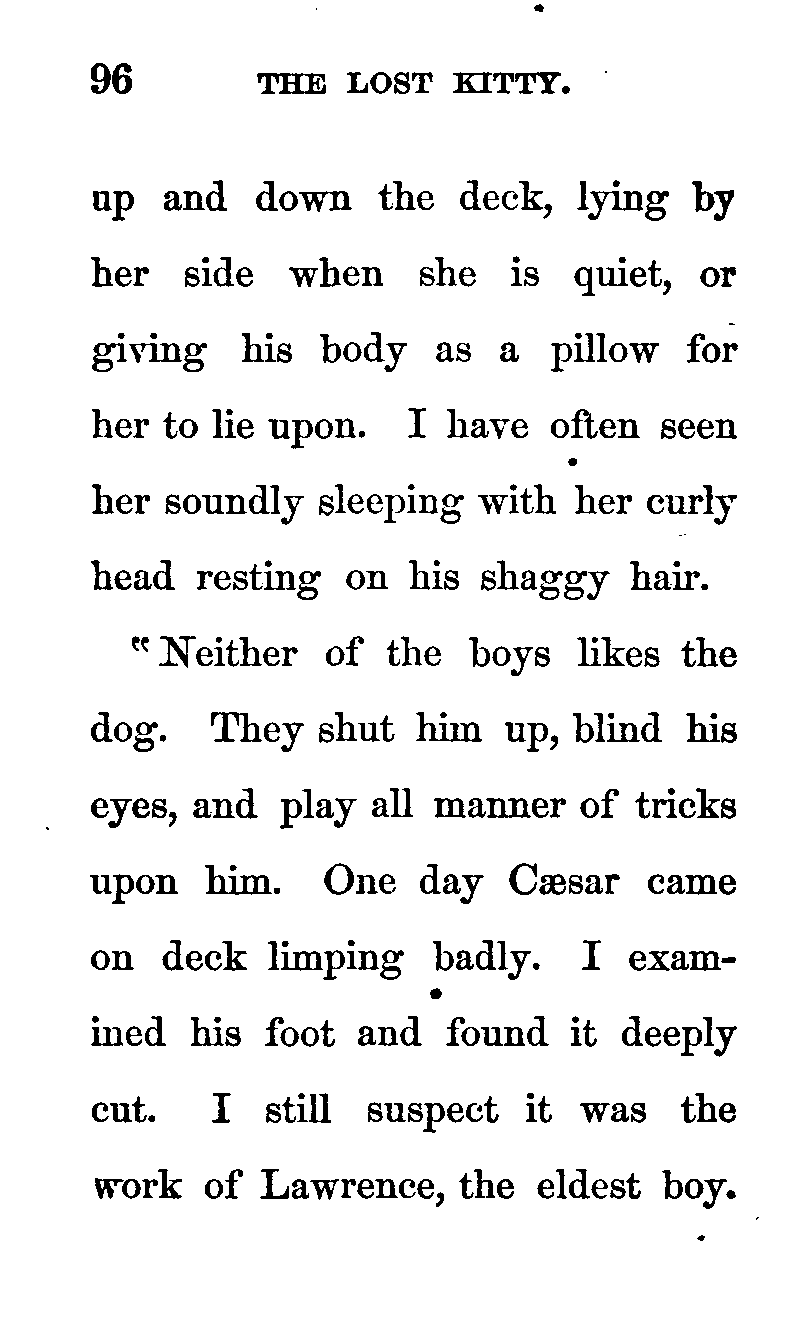 96 THE LOST KITTY.
up and down the deck, lying by
her side when she is quiet, or
giving his body as a pillow for
her to lie upon. I have often seen
her soundly sleeping with her curly
head resting on his shaggy hair.
"Neither of the boys likes the
dog. They shut him up, blind his
eyes, and play all manner of tricks
upon him. One day Cæsar came
on deck limping badly. I exam-
ined his foot and found it deeply
cut. I still suspect it was the
work of Lawrence, the eldest boy.